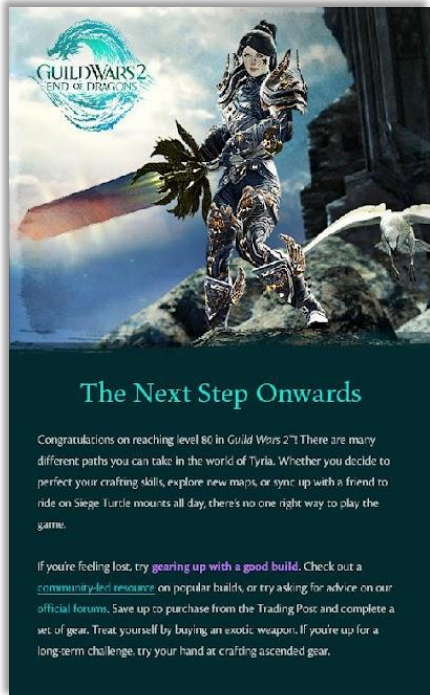 GUILD WARS 2
END OF DRAGONS
The Next Step Onwards
Congratulations on reaching level 80 in Guild Wars 2™! There are many
different paths you can take in the world of Tyria. Whether you decide to
perfect your crafting skills, explore new maps, or sync up with a friend to
ride on Siege Turtle mounts all day, there's no one right way to play the
game.
If you're feeling lost, try gearing up with a good build. Check out a
community-led resource on popular builds, or try asking for advice on our
official forums. Save up to purchase from the Trading Post and complete a
set of gear. Treat yourself by buying an exotic weapon. If you're up for a
long-term challenge, try your hand at crafting ascended gear.